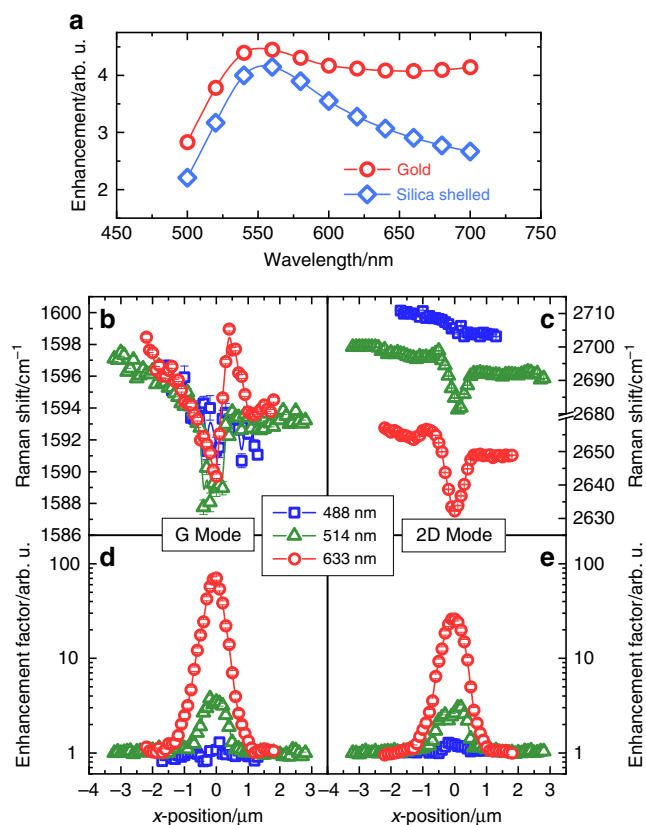 a
Enhancement/arb. u.
4
3
2
Gold
Silica shelled
450 500 550 600 650 700 750
Wavelength/nm
b
Raman shift/cm⁻¹
1600
1598
1596
1594
1592
1590
1588
1586
G Mode
c
2710
2700
2690
2680
2650
2640
2630
Raman shift/cm⁻¹
2D Mode
488 nm
514 nm
633 nm
d
Enhancement factor/arb. u.
100
10
1
–4 –3 –2 –1 0 1 2 3
x-position/μm
e
100
10
1
Enhancement factor/arb. u.
–4 –3 –2 –1 0 1 2 3 4
x-position/μm